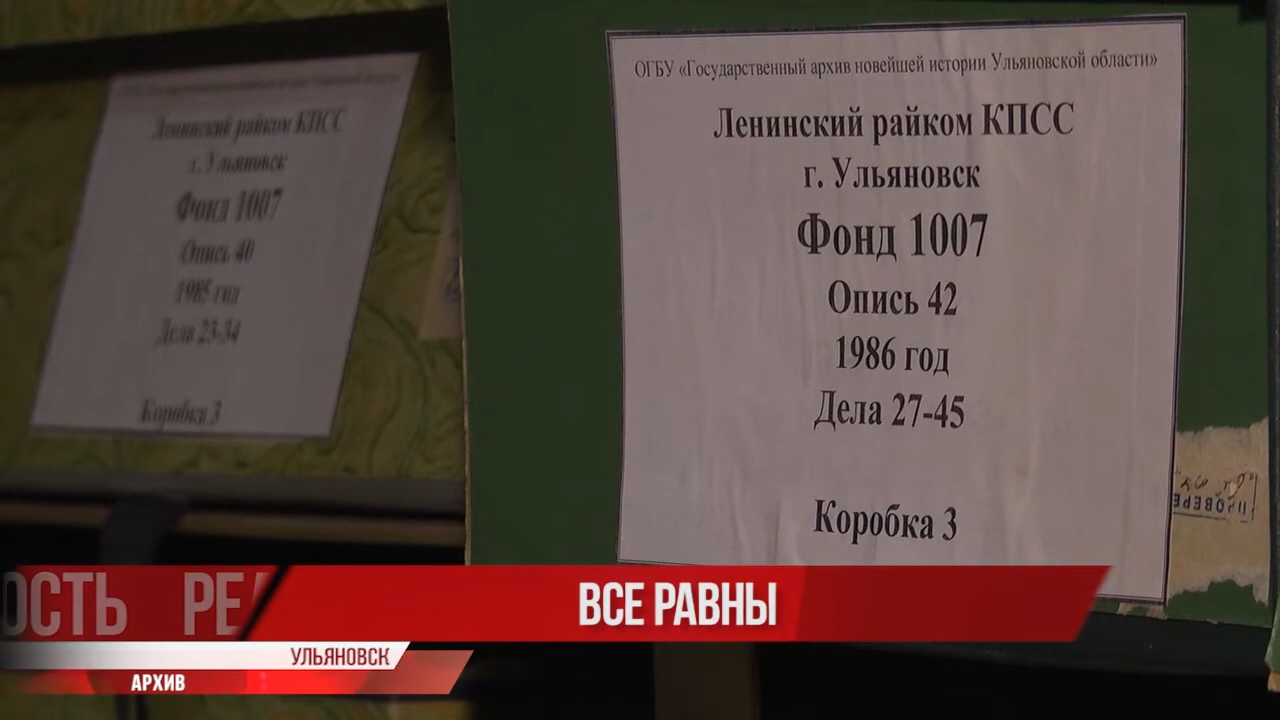 Ленинский райком КПСС
г. Ульяновск
Фонд 1007
Опись 40
1985 год
Дела 23-34
Коробка 3
ОГБУ «Государственный архив новейшей истории Ульяновской области»
Ленинский райком КПСС
г. Ульяновск
Фонд 1007
Опись 42
1986 год
Дела 27-45
Коробка 3
ПРОВЕРЕ
ОСТЬ РЕА
ВСЕ РАВНЫ
УЛЬЯНОВСК
АРХИВ